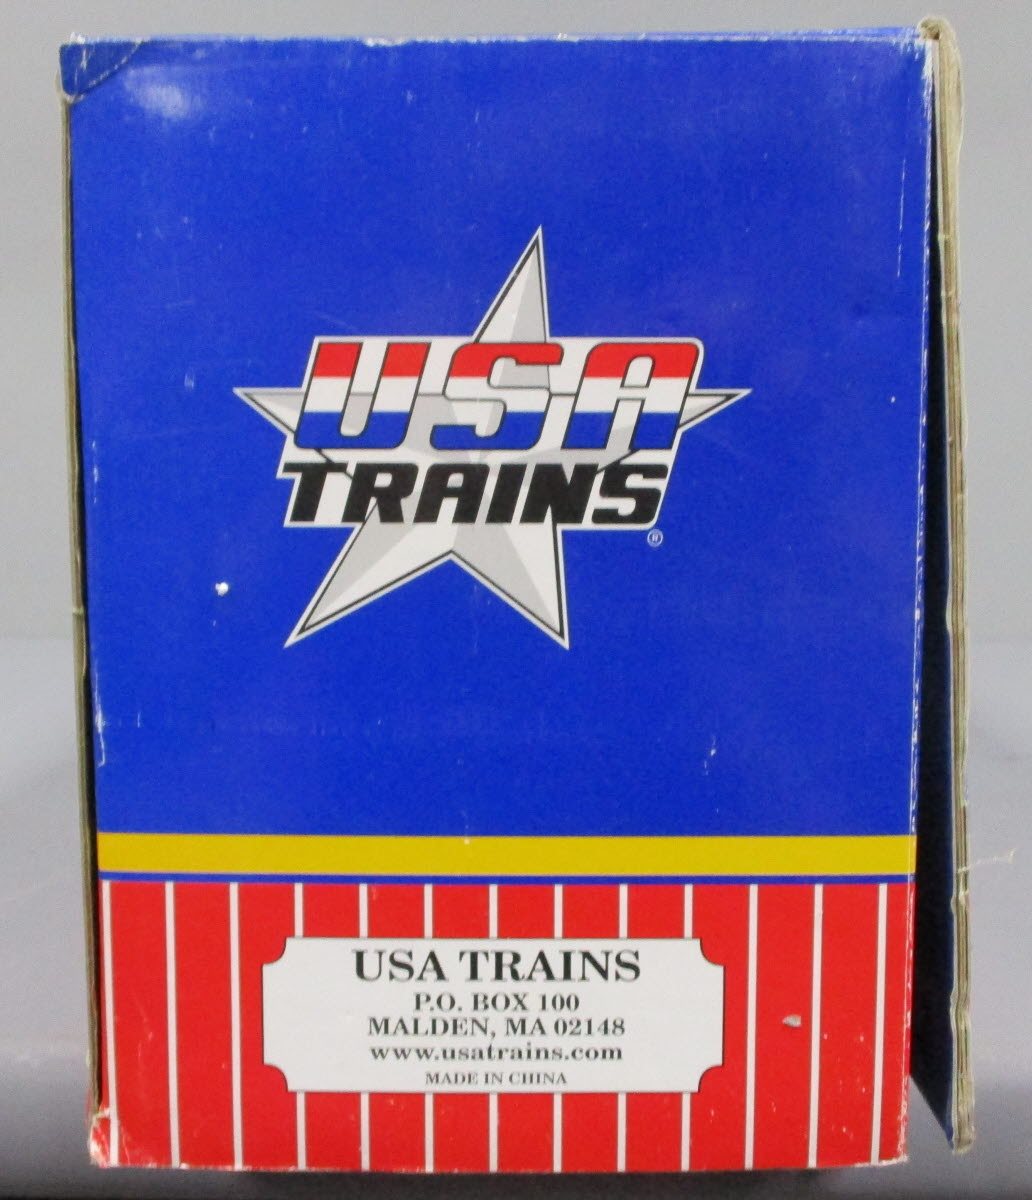 USA
TRAINS
®
USA TRAINS
P.O. BOX 100
MALDEN, MA 02148
www.usatrains.com
MADE IN CHINA